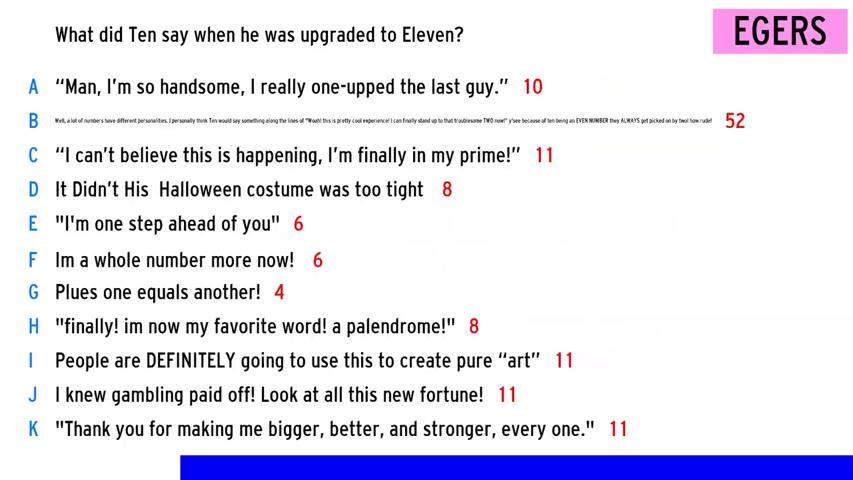 What did Ten say when he was upgraded to Eleven?
EGERS
A “Man, I’m so handsome, I really one-upped the last guy.” 10
B Well, a lot of numbers have different personalities. I personally think Ten would say something along the lines of "Woah! this is pretty cool experience! I can finally stand up to that troublesome TWO now!" y'see because of ten being an EVEN NUMBER they ALWAYS get picked on by two! how rude! 52
C “I can’t believe this is happening, I’m finally in my prime!” 11
D It Didn’t His Halloween costume was too tight 8
E "I'm one step ahead of you" 6
F Im a whole number more now! 6
G Plues one equals another! 4
H "finally! im now my favorite word! a palendrome!" 8
I People are DEFINITELY going to use this to create pure “art” 11
J I knew gambling paid off! Look at all this new fortune! 11
K "Thank you for making me bigger, better, and stronger, every one." 11